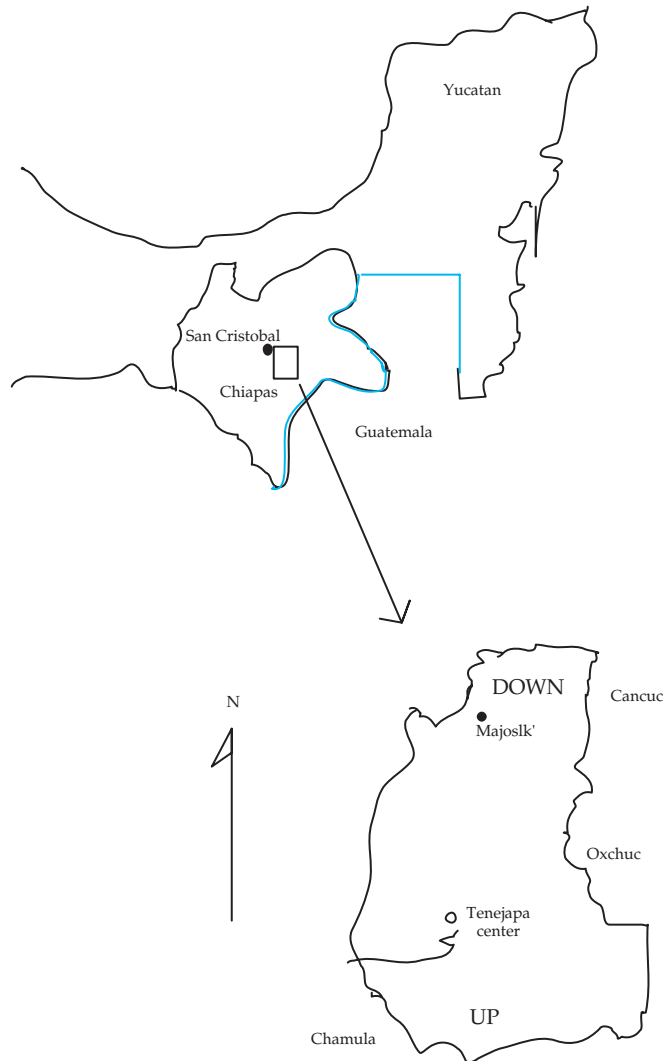 Yucatan
San Cristobal
Chiapas
Guatemala
DOWN
Cancuc
N
Majoslk'
Oxchuc
Tenejapa
center
UP
Chamula